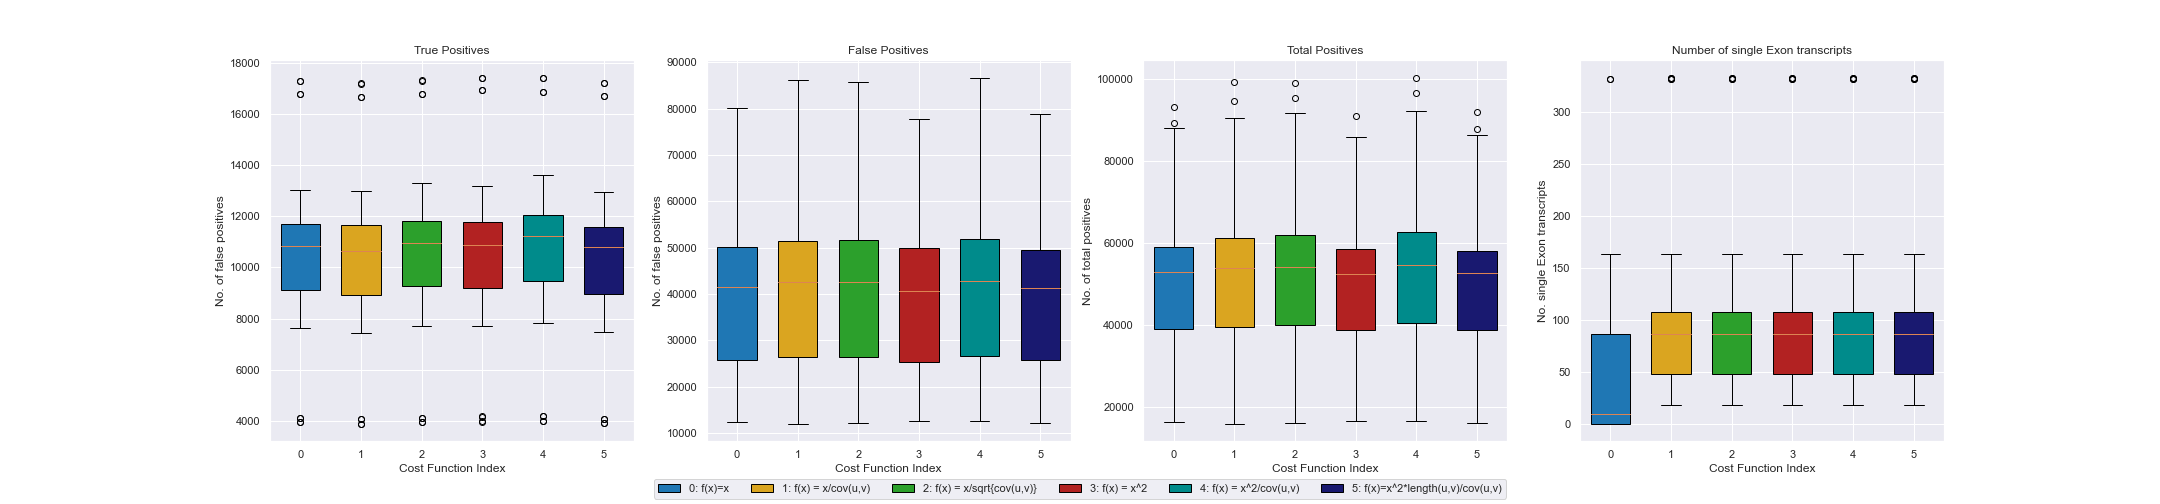 True Positives
No. of false positives
18000
16000
14000
12000
10000
8000
6000
4000
0 1 2 3 4 5
Cost Function Index
False Positives
No. of false positives
90000
80000
70000
60000
50000
40000
30000
20000
10000
0 1 2 3 4 5
Cost Function Index
Total Positives
No. of total positives
100000
80000
60000
40000
20000
0 1 2 3 4 5
Cost Function Index
Number of single Exon transcripts
No. single Exon transcripts
300
250
200
150
100
50
0
0 1 2 3 4 5
Cost Function Index
0: f(x)=x 1: f(x) = x/cov(u,v) 2: f(x) = x/sqrt{cov(u,v)} 3: f(x) = x^2 4: f(x) = x^2/cov(u,v) 5: f(x)=x^2*length(u,v)/cov(u,v)